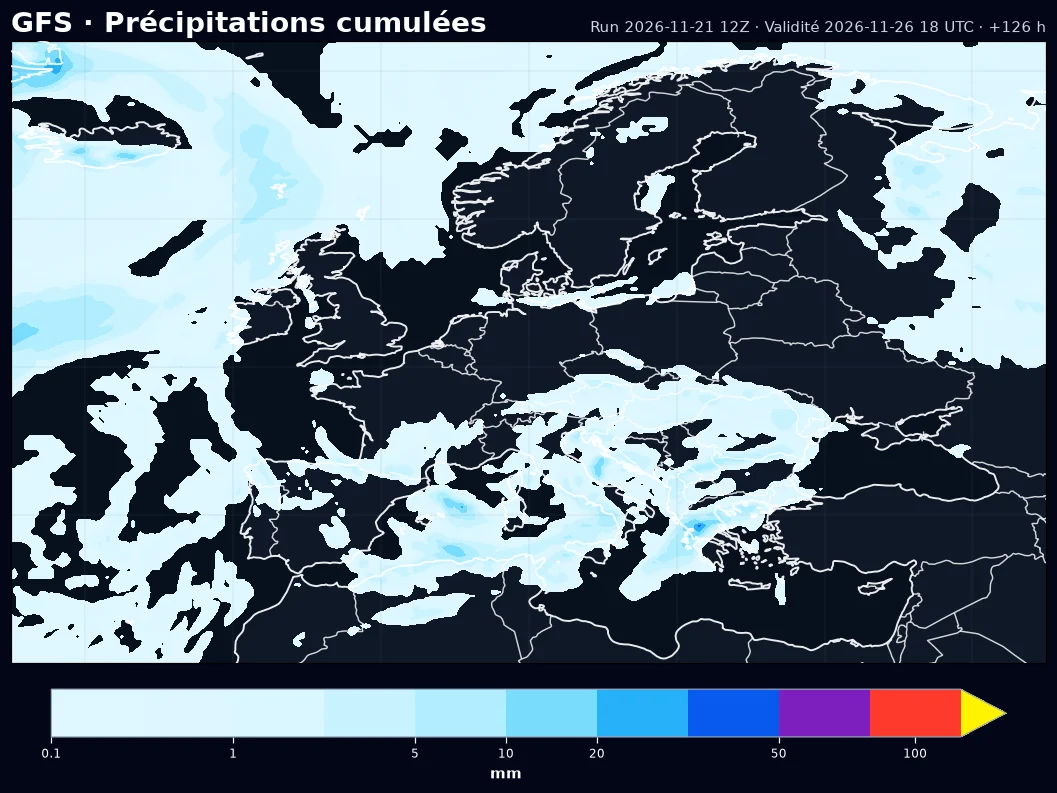 GFS · Précipitations cumulées
Run 2026-11-21 12Z · Validité 2026-11-26 18 UTC · +126 h
0.1 1 5 10 20 50 100
mm